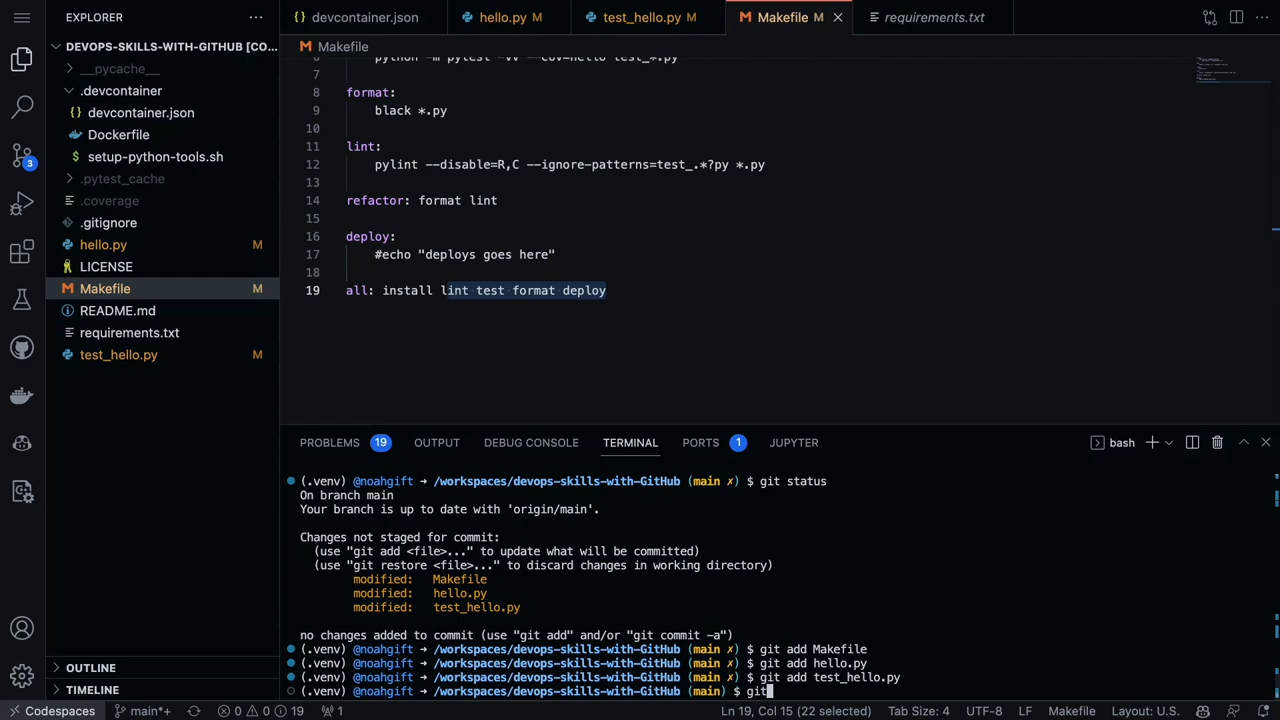 EXPLORER
devcontainer.json
hello.py M
test_hello.py M
Makefile M
requirements.txt
DEVOPS-SKILLS-WITH-GITHUB [CO...
__pycache__
.devcontainer
devcontainer.json
Dockerfile
setup-python-tools.sh
.pytest_cache
.coverage
.gitignore
hello.py M
LICENSE
Makefile M
README.md
requirements.txt
test_hello.py M
OUTLINE
TIMELINE
3
Makefile
6 python -m pytest -vv --cov=hello test_*.py
7
8 format:
9 black *.py
10
11 lint:
12 pylint --disable=R,C --ignore-patterns=test_.*?py *.py
13
14 refactor: format lint
15
16 deploy:
17 #echo "deploys goes here"
18
19 all: install lint test format deploy
PROBLEMS 19 OUTPUT DEBUG CONSOLE TERMINAL PORTS 1 JUPYTER bash
(.venv) @noahgift → /workspaces/devops-skills-with-GitHub (main ✗) $ git status
On branch main
Your branch is up to date with 'origin/main'.
Changes not staged for commit:
(use "git add <file>..." to update what will be committed)
(use "git restore <file>..." to discard changes in working directory)
modified: Makefile
modified: hello.py
modified: test_hello.py
no changes added to commit (use "git add" and/or "git commit -a")
(.venv) @noahgift → /workspaces/devops-skills-with-GitHub (main ✗) $ git add Makefile
(.venv) @noahgift → /workspaces/devops-skills-with-GitHub (main ✗) $ git add hello.py
(.venv) @noahgift → /workspaces/devops-skills-with-GitHub (main ✗) $ git add test_hello.py
(.venv) @noahgift → /workspaces/devops-skills-with-GitHub (main) $ git
Codespaces main*+ 0 0 19 1 Ln 19, Col 15 (22 selected) Tab Size: 4 UTF-8 LF Makefile Layout: U.S.